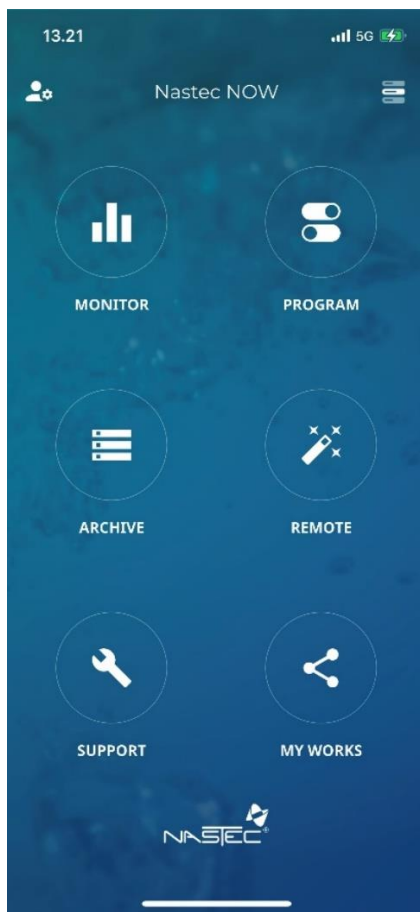 13.21 5G
Nastec NOW
MONITOR PROGRAM
ARCHIVE REMOTE
SUPPORT MY WORKS
NASTEC®